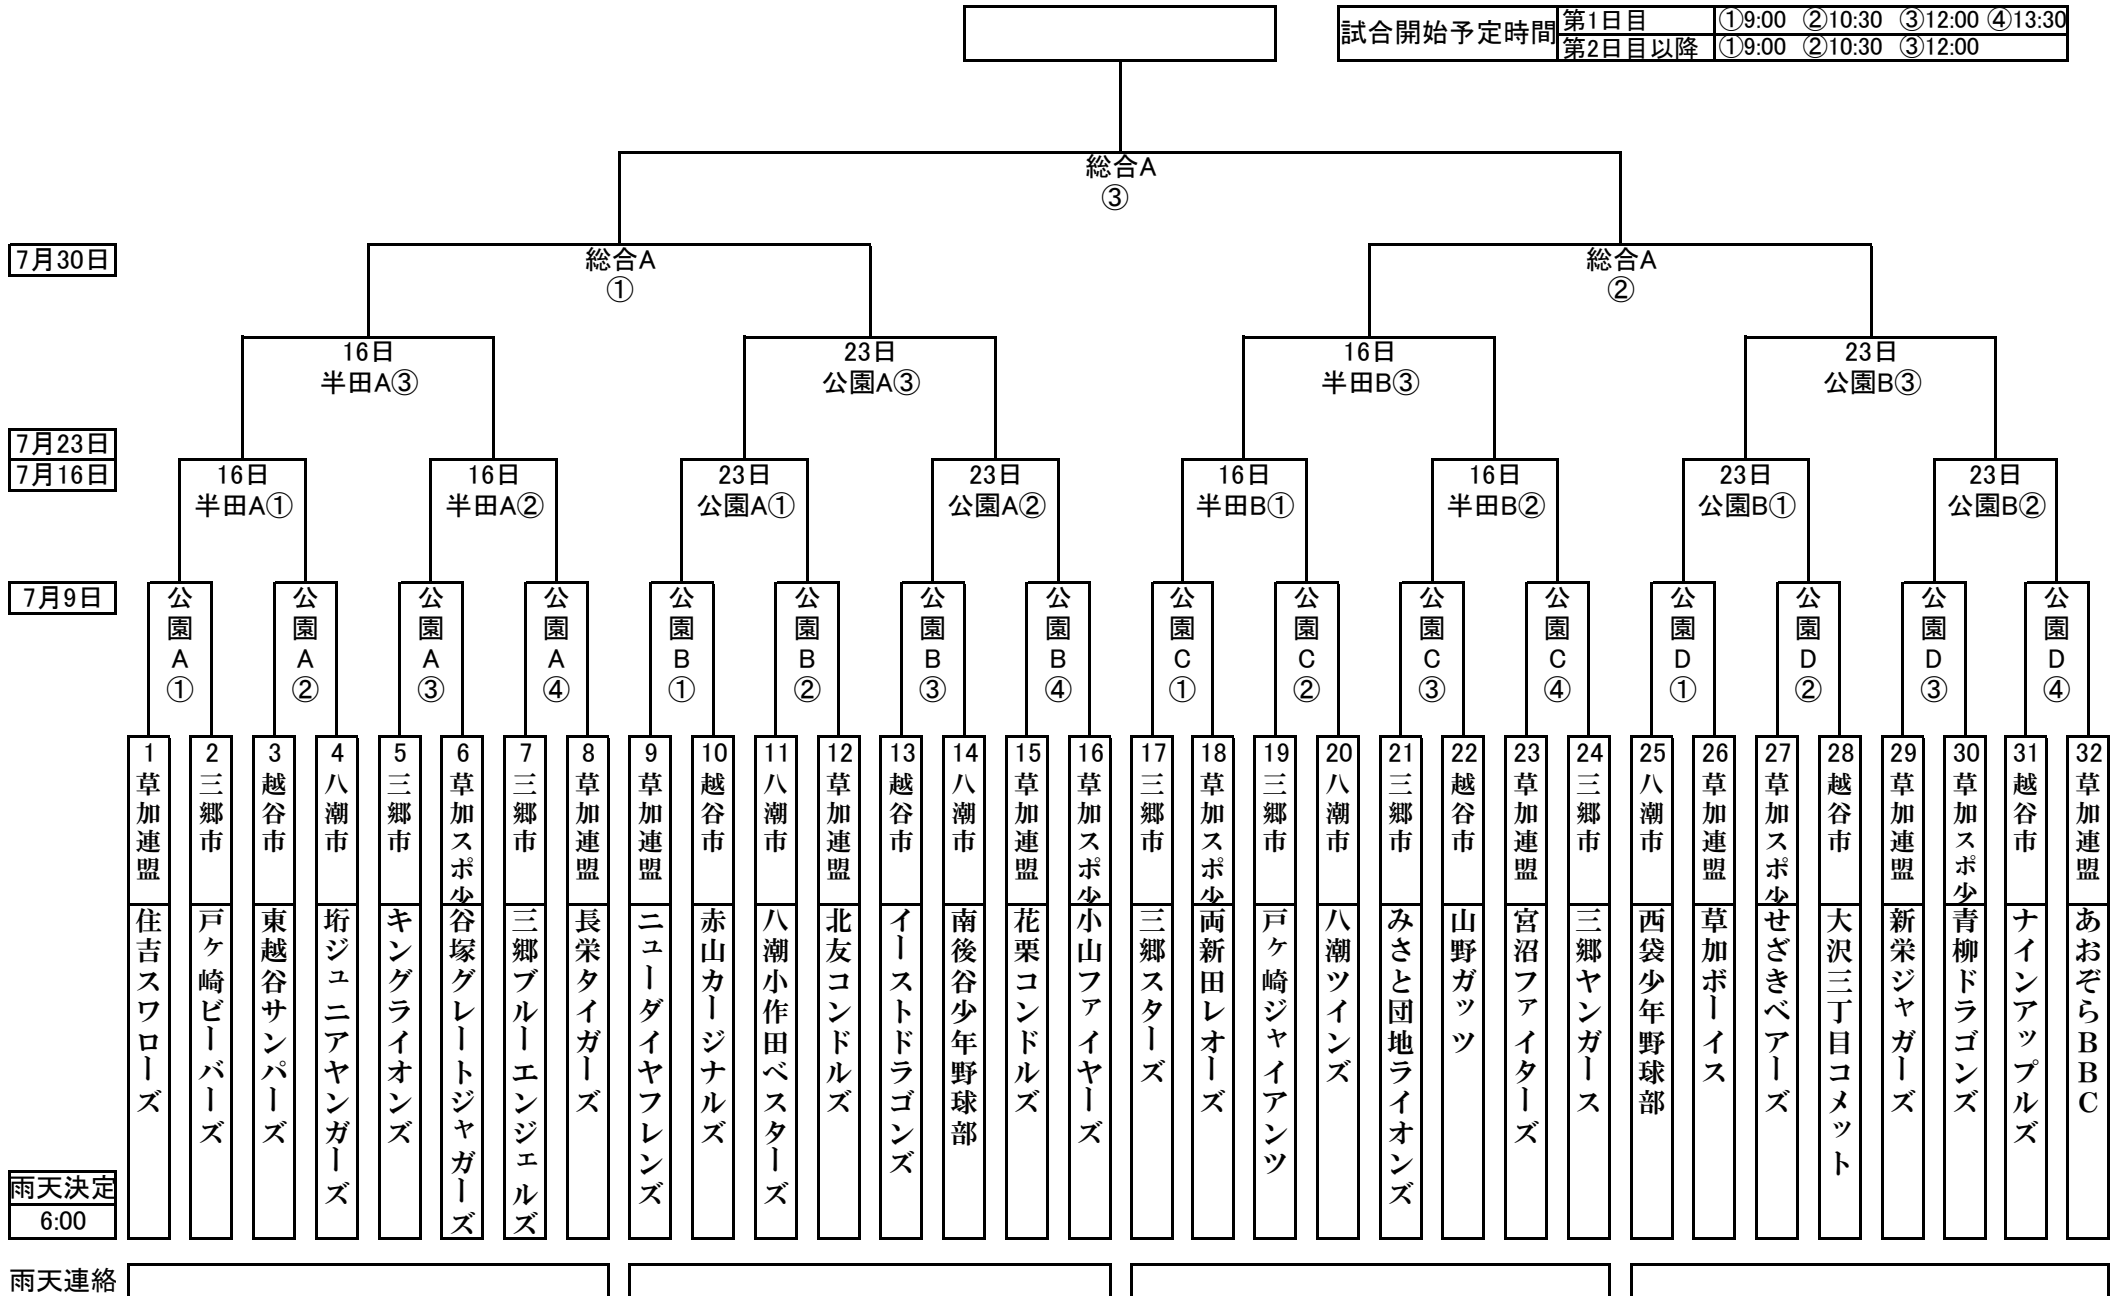 試合開始予定時間
第1日目 ①9:00 ②10:30 ③12:00 ④13:30
第2日目以降 ①9:00 ②10:30 ③12:00
総合A
③
7月30日
総合A
①
総合A
②
16日
半田A③
23日
公園A③
16日
半田B③
23日
公園B③
7月23日
7月16日
16日
半田A①
16日
半田A②
23日
公園A①
23日
公園A②
16日
半田B①
16日
半田B②
23日
公園B①
23日
公園B②
7月9日
公園A①
公園A②
公園A③
公園A④
公園B①
公園B②
公園B③
公園B④
公園C①
公園C②
公園C③
公園C④
公園D①
公園D②
公園D③
公園D④
1 草加連盟 住吉スワローズ
2 三郷市 戸ヶ崎ビーバーズ
3 越谷市 東越谷サンパーズ
4 八潮市 垳ジュニアヤンガーズ
5 三郷市 キングライオンズ
6 草加スポ少 谷塚グレートジャガーズ
7 三郷市 三郷ブルーエンジェルズ
8 草加連盟 長栄タイガーズ
9 草加連盟 ニューダイヤフレンズ
10 越谷市 赤山カージナルズ
11 八潮市 八潮小作田ベスターズ
12 草加連盟 北友コンドルズ
13 越谷市 イーストドラゴンズ
14 八潮市 南後谷少年野球部
15 草加連盟 花栗コンドルズ
16 草加スポ少 小山ファイヤーズ
17 三郷市 三郷スターズ
18 草加スポ少 両新田レオーズ
19 三郷市 戸ヶ崎ジャイアンツ
20 八潮市 八潮ツインズ
21 三郷市 みさと団地ライオンズ
22 越谷市 山野ガッツ
23 草加連盟 宮沼ファイターズ
24 三郷市 三郷ヤンガース
25 八潮市 西袋少年野球部
26 草加連盟 草加ボーイス
27 草加スポ少 せざきベアーズ
28 越谷市 大沢三丁目コメット
29 草加連盟 新栄ジャガーズ
30 草加スポ少 青柳ドラゴンズ
31 越谷市 ナインアップルズ
32 草加連盟 あおぞらBBC
雨天決定
6:00
雨天連絡